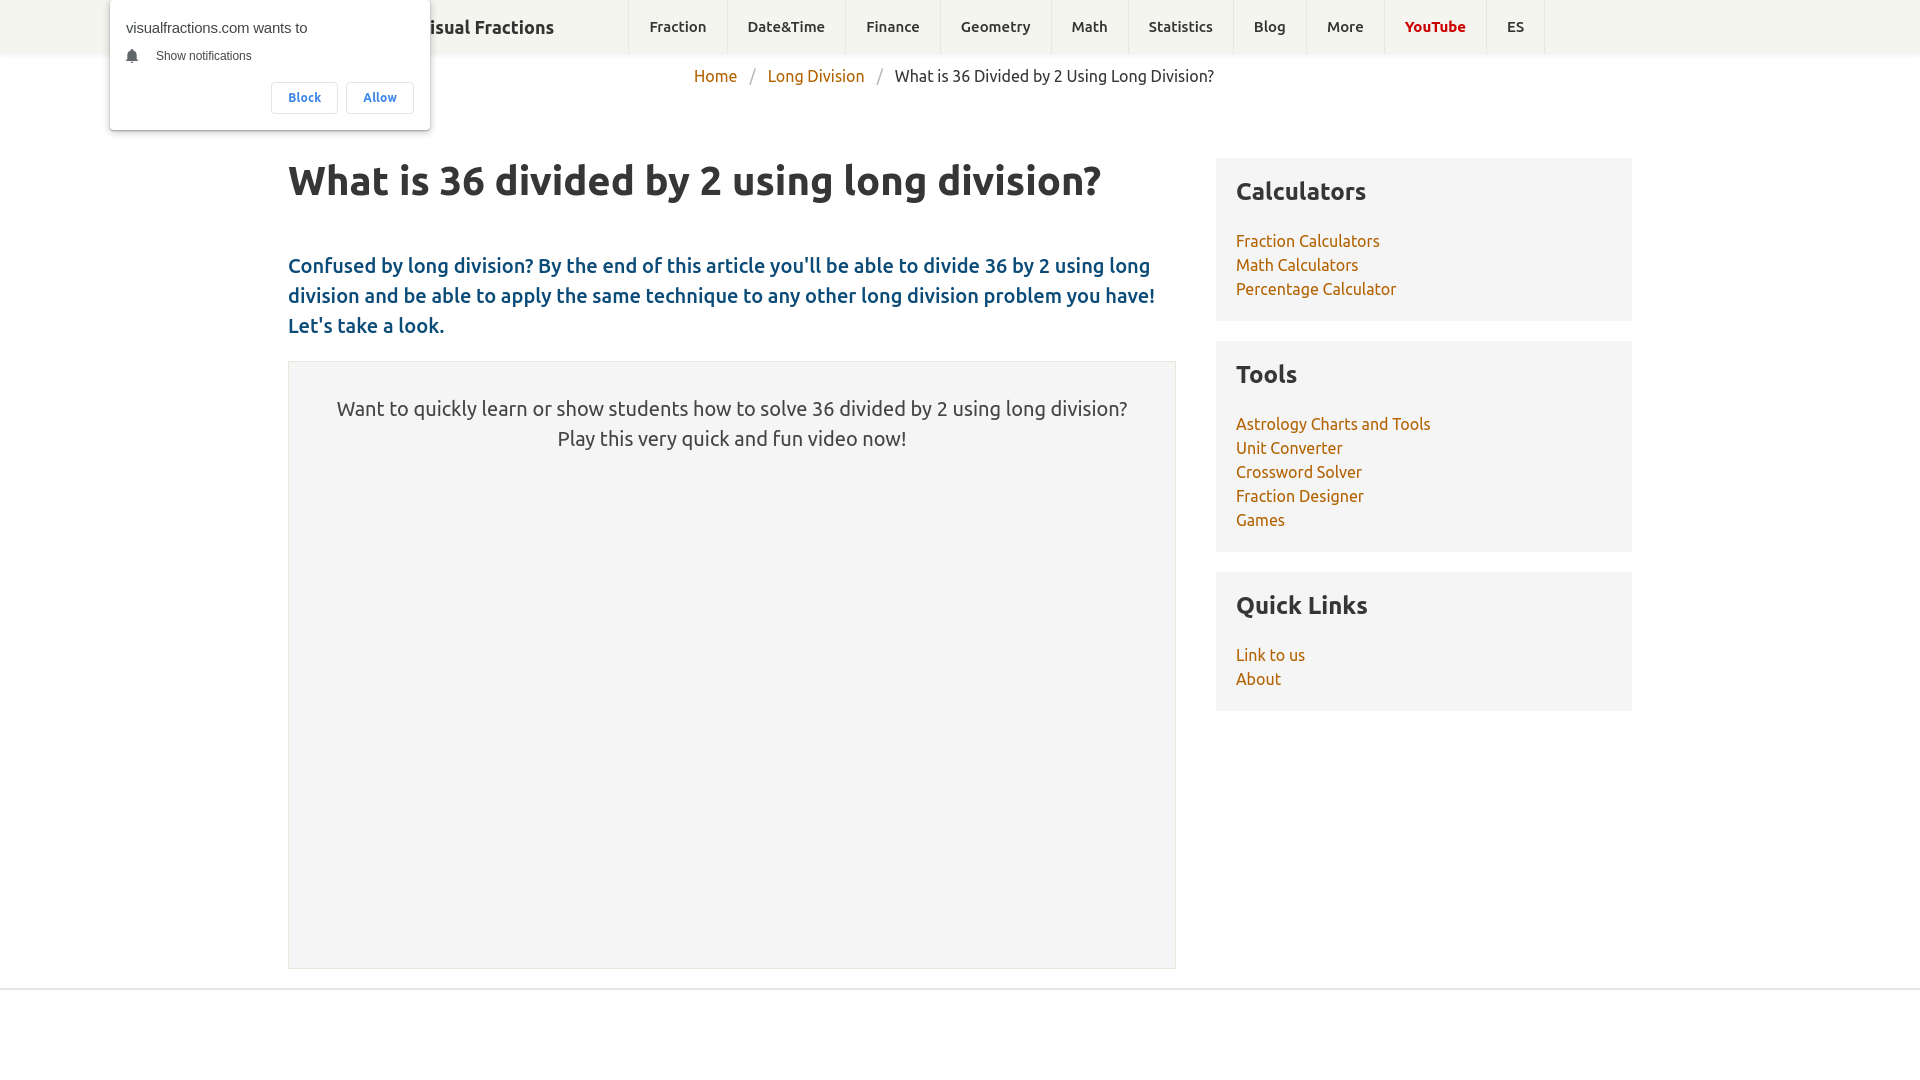 visualfractions.com wants to
Show notifications
Block
Allow
isual Fractions
Fraction
Date&Time
Finance
Geometry
Math
Statistics
Blog
More
YouTube
ES
Home / Long Division / What is 36 Divided by 2 Using Long Division?
What is 36 divided by 2 using long division?
Confused by long division? By the end of this article you'll be able to divide 36 by 2 using long
division and be able to apply the same technique to any other long division problem you have!
Let's take a look.
Want to quickly learn or show students how to solve 36 divided by 2 using long division?
Play this very quick and fun video now!
Calculators
Fraction Calculators
Math Calculators
Percentage Calculator
Tools
Astrology Charts and Tools
Unit Converter
Crossword Solver
Fraction Designer
Games
Quick Links
Link to us
About